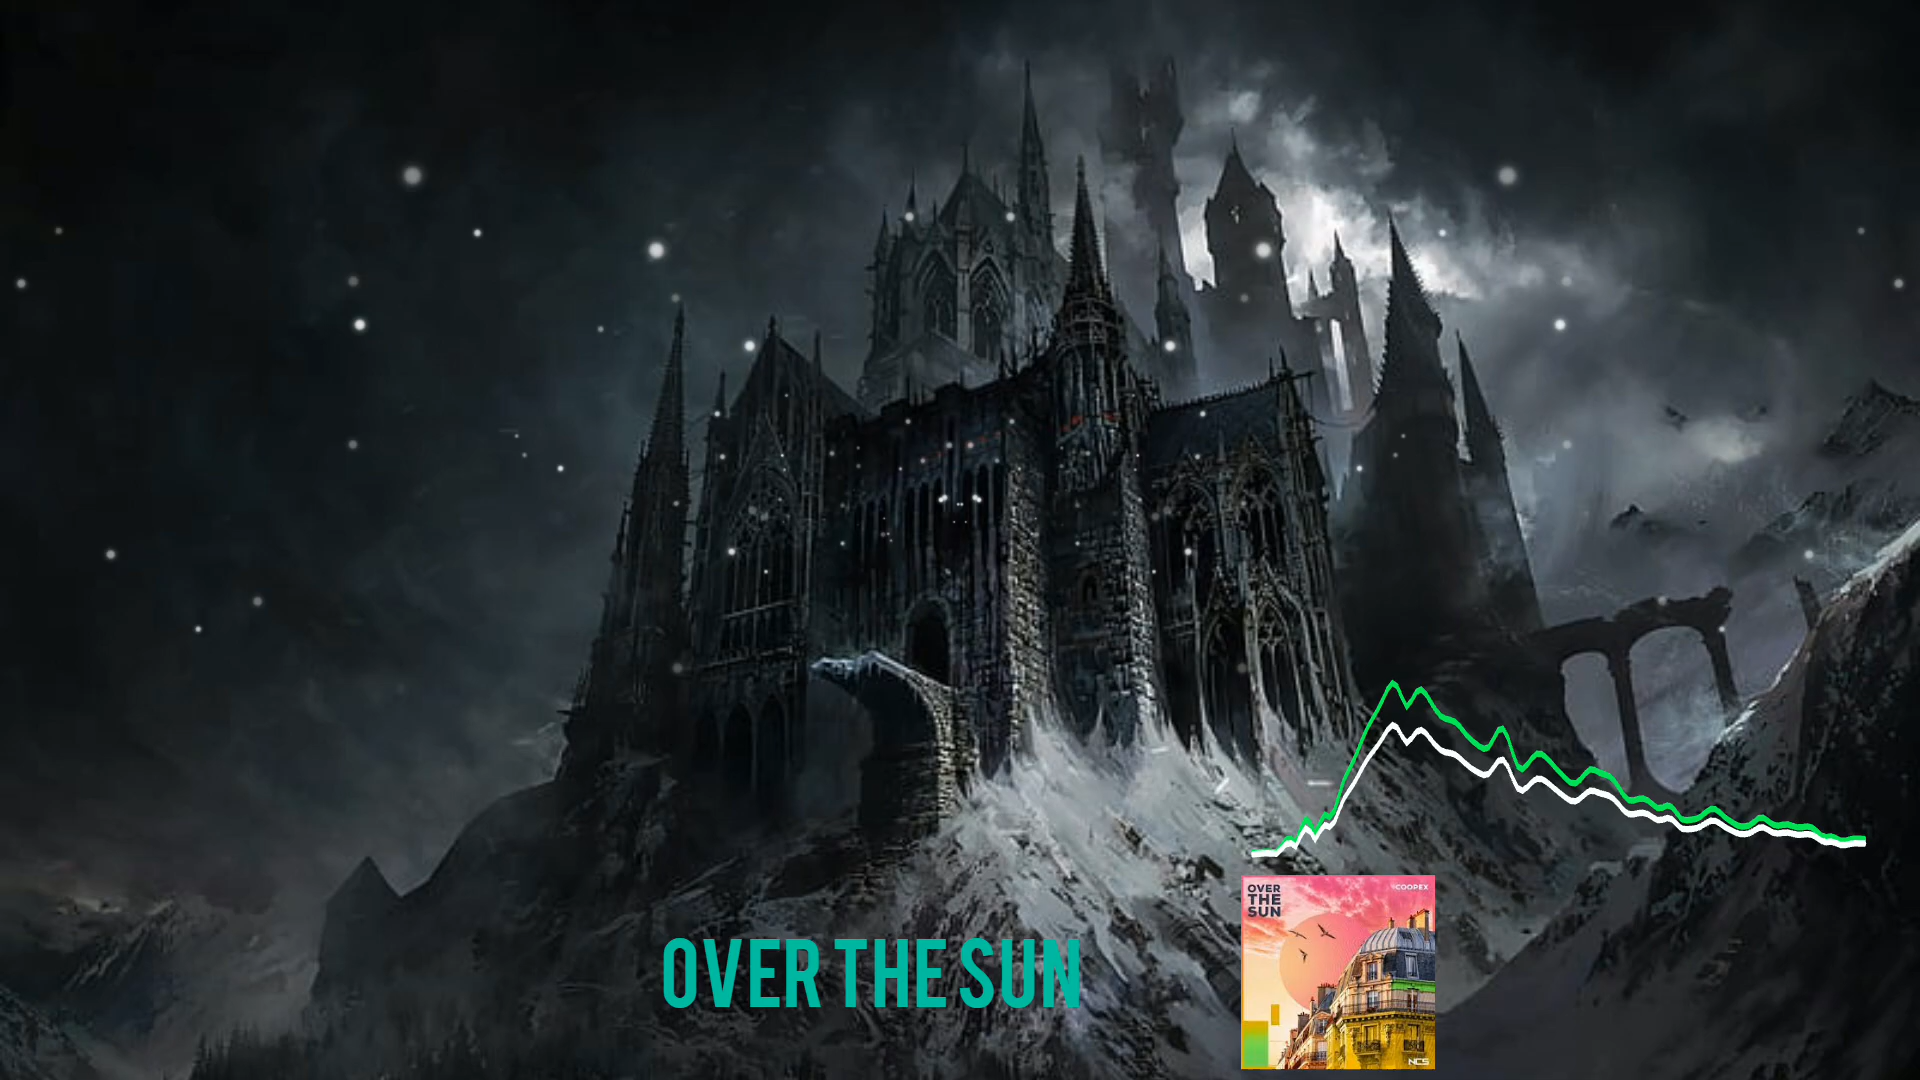 OVER THE SUN
OVER
THE
SUN
COOPEX
NCS